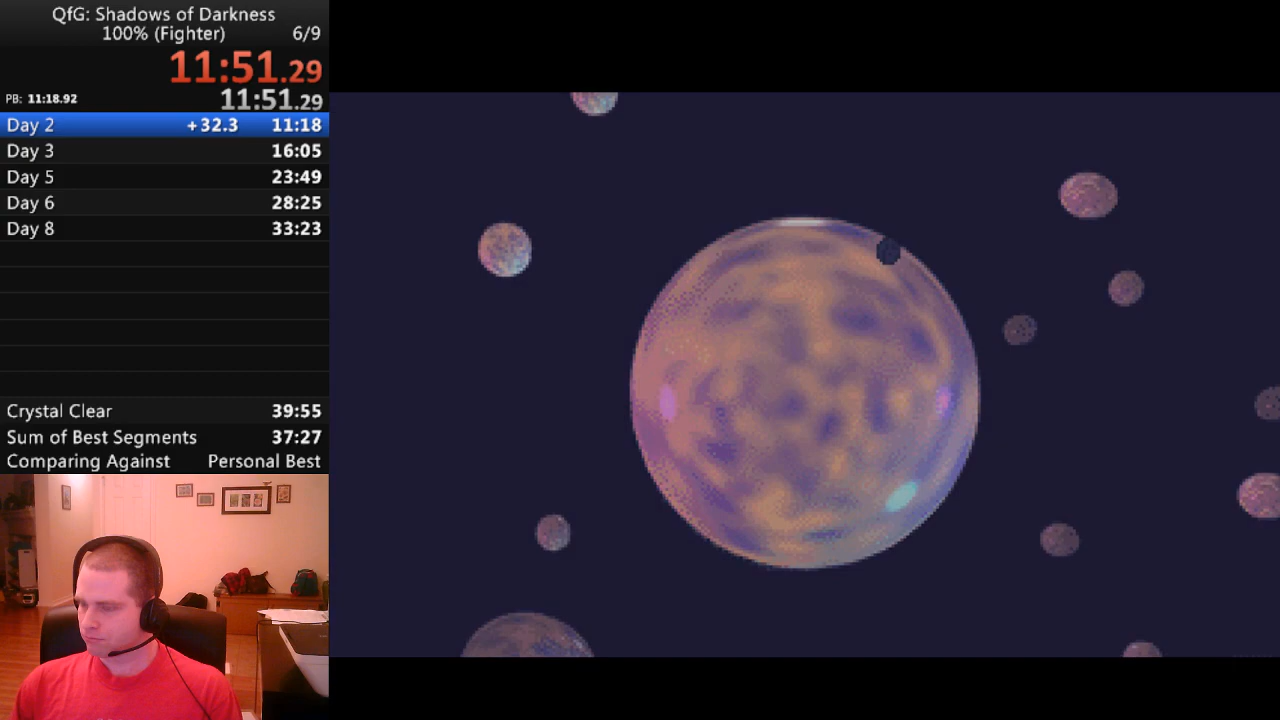 QfG: Shadows of Darkness
100% (Fighter) 6/9
11:51.29
PB: 11:18.92 11:51.29
Day 2 +32.3 11:18
Day 3 16:05
Day 5 23:49
Day 6 28:25
Day 8 33:23
Crystal Clear 39:55
Sum of Best Segments 37:27
Comparing Against Personal Best